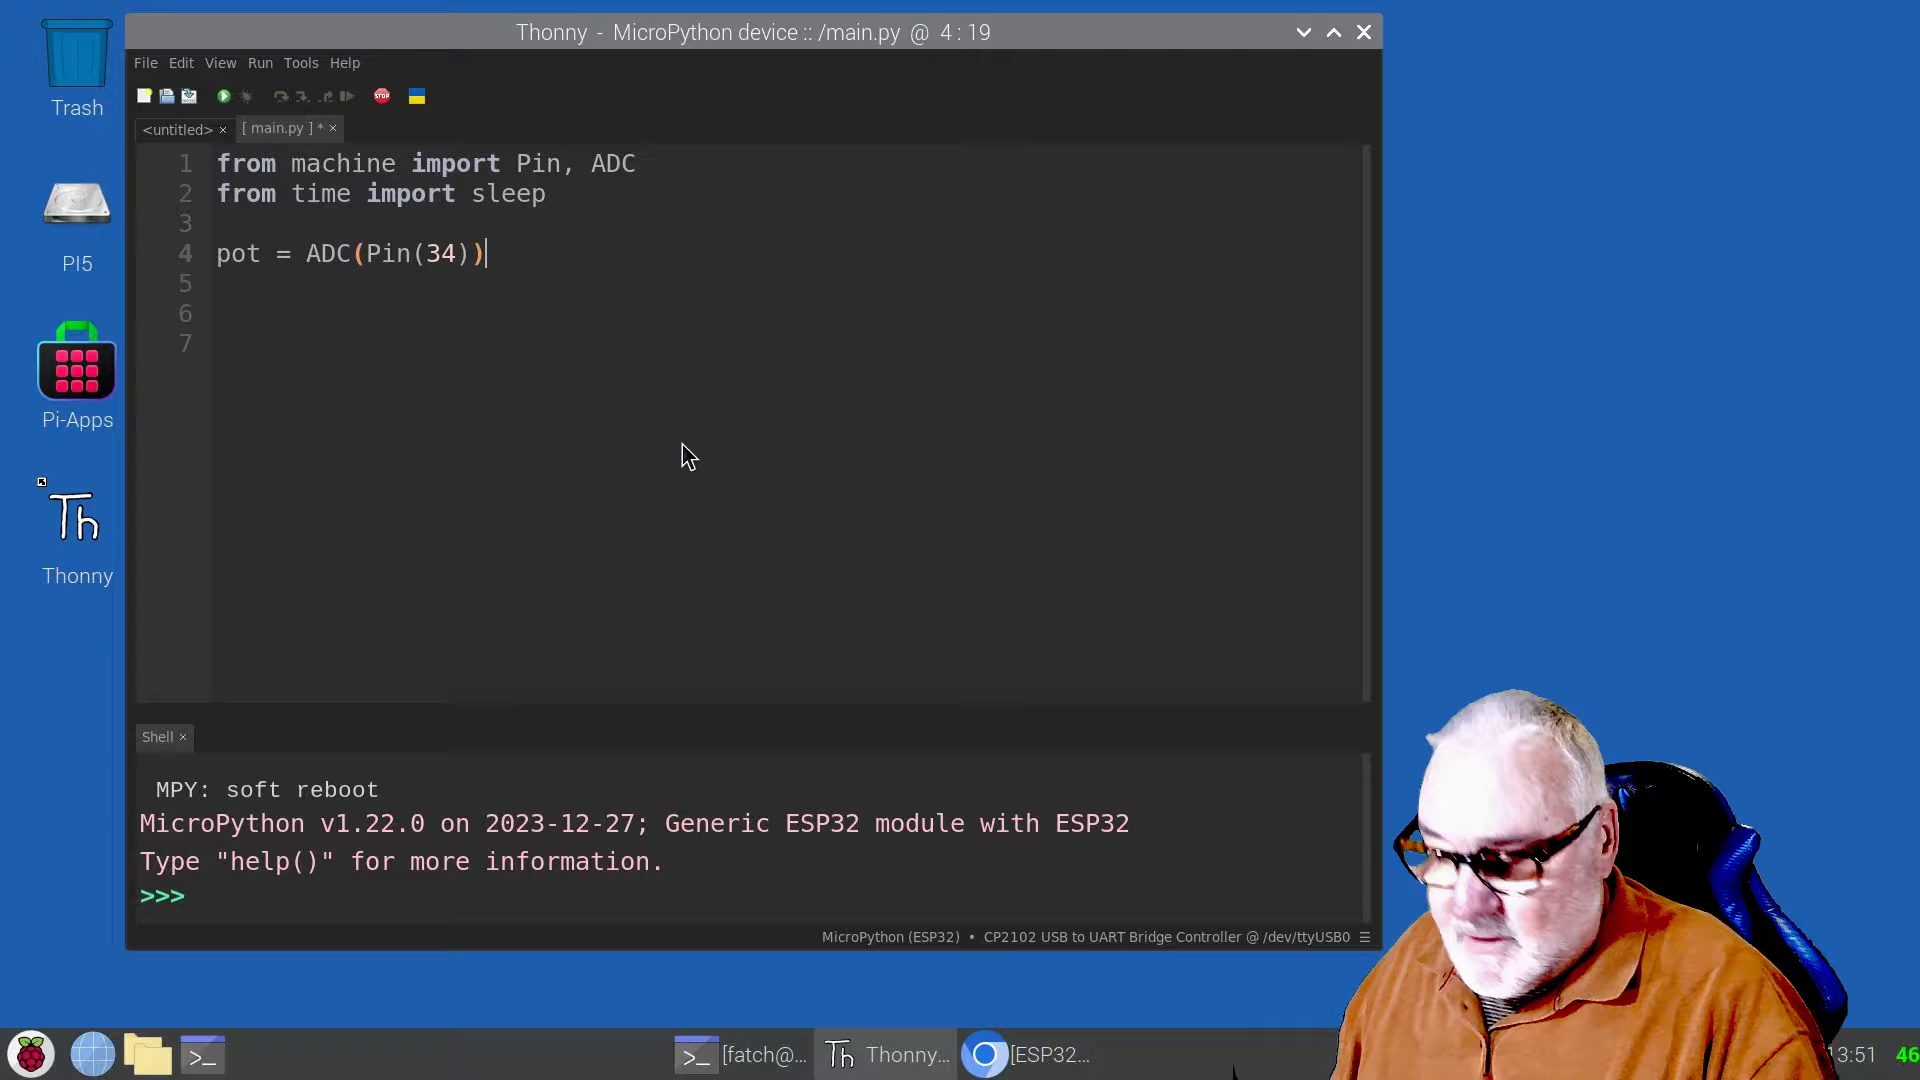 Thonny - MicroPython device :: /main.py @ 4 : 19
File Edit View Run Tools Help
<untitled> × [ main.py ] * ×
1 from machine import Pin, ADC
2 from time import sleep
3
4 pot = ADC(Pin(34))
5
6
7
Shell ×
MPY: soft reboot
MicroPython v1.22.0 on 2023-12-27; Generic ESP32 module with ESP32
Type "help()" for more information.
>>>
MicroPython (ESP32) • CP2102 USB to UART Bridge Controller @ /dev/ttyUSB0 ☰
Trash
PI5
Pi-Apps
Th
Thonny
STOP
>_
>_ [fatch@...
Th Thonny...
[ESP32...
13:51
46